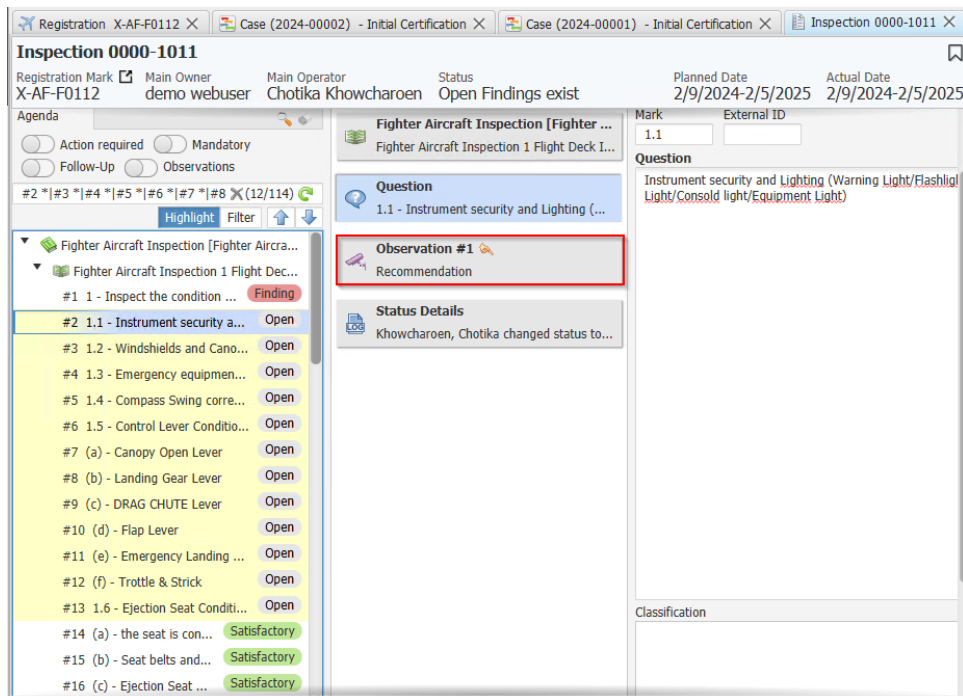 Registration X-AF-F0112
Case (2024-00002) - Initial Certification
Case (2024-00001) - Initial Certification
Inspection 0000-1011
Inspection 0000-1011
Registration Mark Main Owner Main Operator Status Planned Date Actual Date
X-AF-F0112 demo webuser Chotika Khowcharoen Open Findings exist 2/9/2024-2/5/2025 2/9/2024-2/5/2025
Agenda
Action required Mandatory
Follow-Up Observations
#2 *|#3 *|#4 *|#5 *|#6 *|#7 *|#8 (12/114)
Highlight Filter
Fighter Aircraft Inspection [Fighter Aircra...
Fighter Aircraft Inspection 1 Flight Dec...
#1 1 - Inspect the condition ... Finding
#2 1.1 - Instrument security a... Open
#3 1.2 - Windshields and Cano... Open
#4 1.3 - Emergency equipmen... Open
#5 1.4 - Compass Swing corre... Open
#6 1.5 - Control Lever Conditio... Open
#7 (a) - Canopy Open Lever Open
#8 (b) - Landing Gear Lever Open
#9 (c) - DRAG CHUTE Lever Open
#10 (d) - Flap Lever Open
#11 (e) - Emergency Landing ... Open
#12 (f) - Trottle & Strick Open
#13 1.6 - Ejection Seat Conditi... Open
#14 (a) - the seat is con... Satisfactory
#15 (b) - Seat belts and... Satisfactory
#16 (c) - Ejection Seat ... Satisfactory
Fighter Aircraft Inspection [Fighter ...
Fighter Aircraft Inspection 1 Flight Deck I...
Question
1.1 - Instrument security and Lighting (...
Observation #1
Recommendation
LOG
Status Details
Khowcharoen, Chotika changed status to...
Mark External ID
1.1
Question
Instrument security and Lighting (Warning Light/Flashligl
Light/Consold light/Equipment Light)
Classification